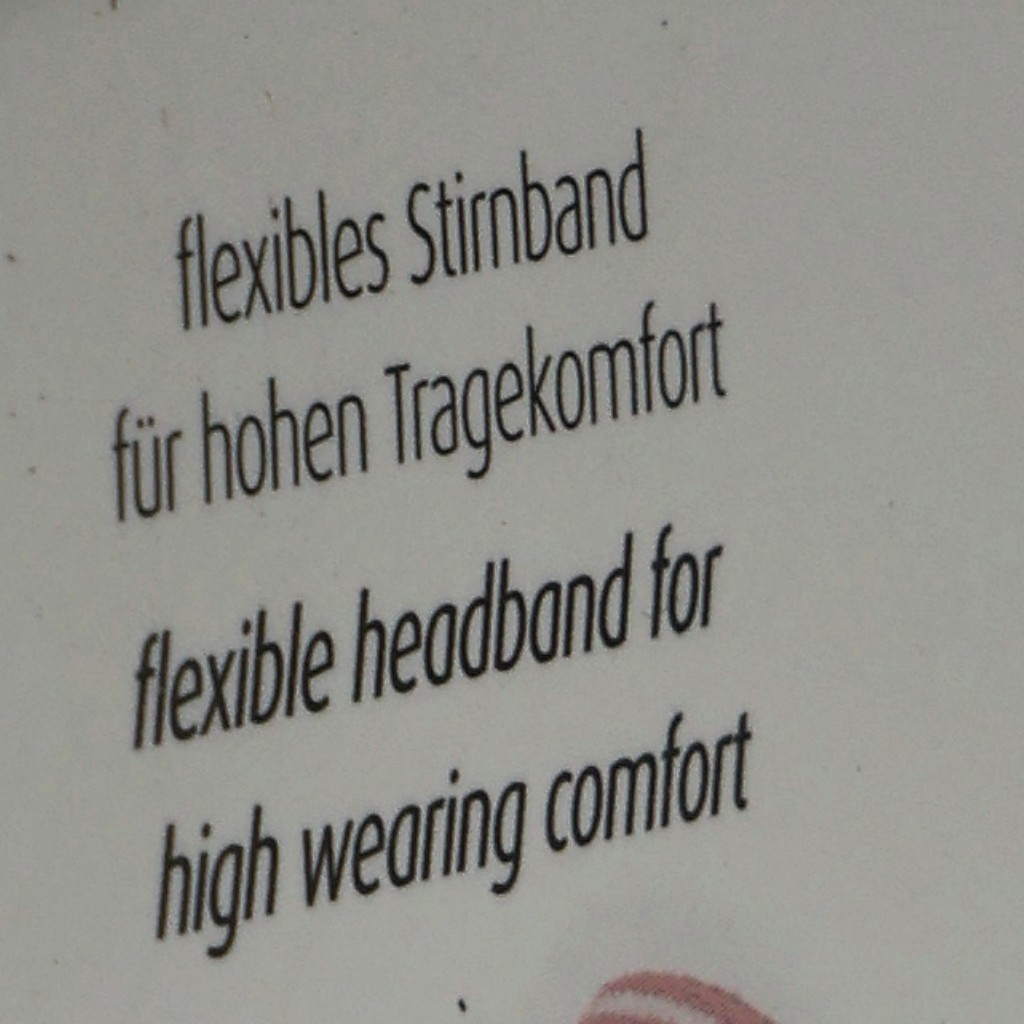 flexibles Stirnband
für hohen Tragekomfort
flexible headband for
high wearing comfort